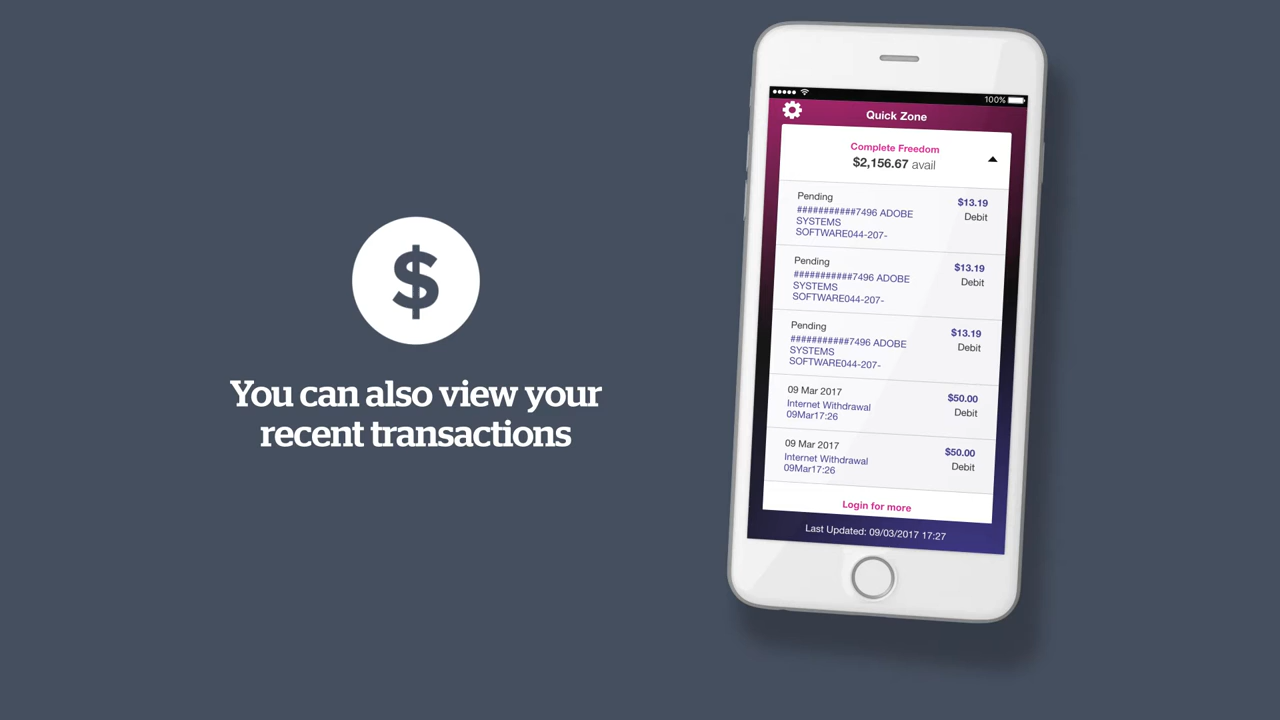 You can also view your
recent transactions
100%
Quick Zone
Complete Freedom
$2,156.67 avail
Pending
$13.19
###########7496 ADOBE
Debit
SYSTEMS
SOFTWARE044-207-
Pending
$13.19
###########7496 ADOBE
Debit
SYSTEMS
SOFTWARE044-207-
Pending
$13.19
###########7496 ADOBE
Debit
SYSTEMS
SOFTWARE044-207-
09 Mar 2017
$50.00
Internet Withdrawal
Debit
09Mar17:26
09 Mar 2017
$50.00
Internet Withdrawal
Debit
09Mar17:26
Login for more
Last Updated: 09/03/2017 17:27